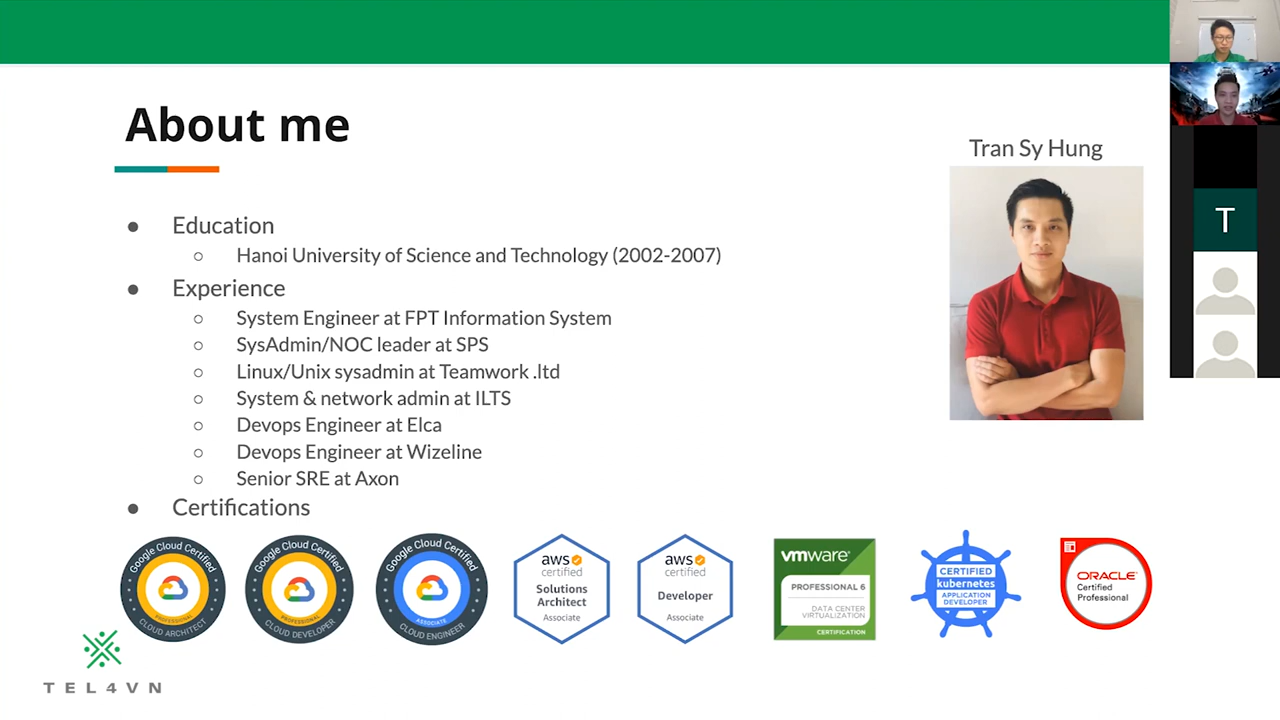 About me
Tran Sy Hung
T
● Education
○ Hanoi University of Science and Technology (2002-2007)
● Experience
○ System Engineer at FPT Information System
○ SysAdmin/NOC leader at SPS
○ Linux/Unix sysadmin at Teamwork .ltd
○ System & network admin at ILTS
○ Devops Engineer at Elca
○ Devops Engineer at Wizeline
○ Senior SRE at Axon
● Certifications
Google Cloud Certified
PROFESSIONAL
CLOUD ARCHITECT
Google Cloud Certified
PROFESSIONAL
CLOUD DEVELOPER
Google Cloud Certified
ASSOCIATE
CLOUD ENGINEER
aws
certified
Solutions
Architect
Associate
aws
certified
Developer
Associate
vmware®
PROFESSIONAL 6
DATA CENTER
VIRTUALIZATION
CERTIFICATION
CERTIFIED
kubernetes
APPLICATION
DEVELOPER
ORACLE
Certified
Professional
TEL4VN